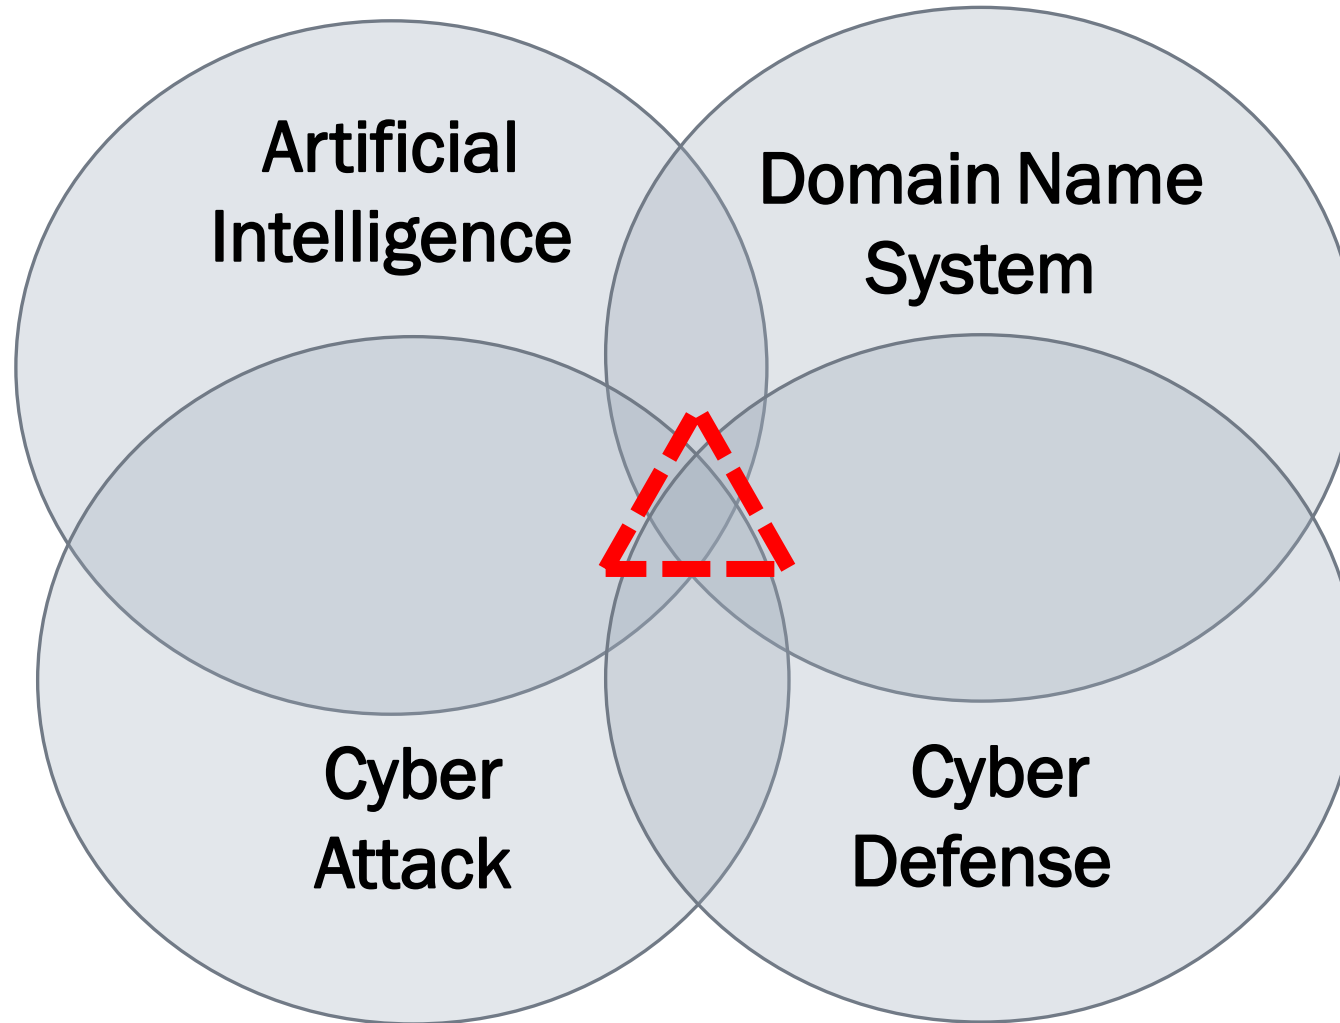 Artificial
Intelligence
Domain Name
System
Cyber
Attack
Cyber
Defense